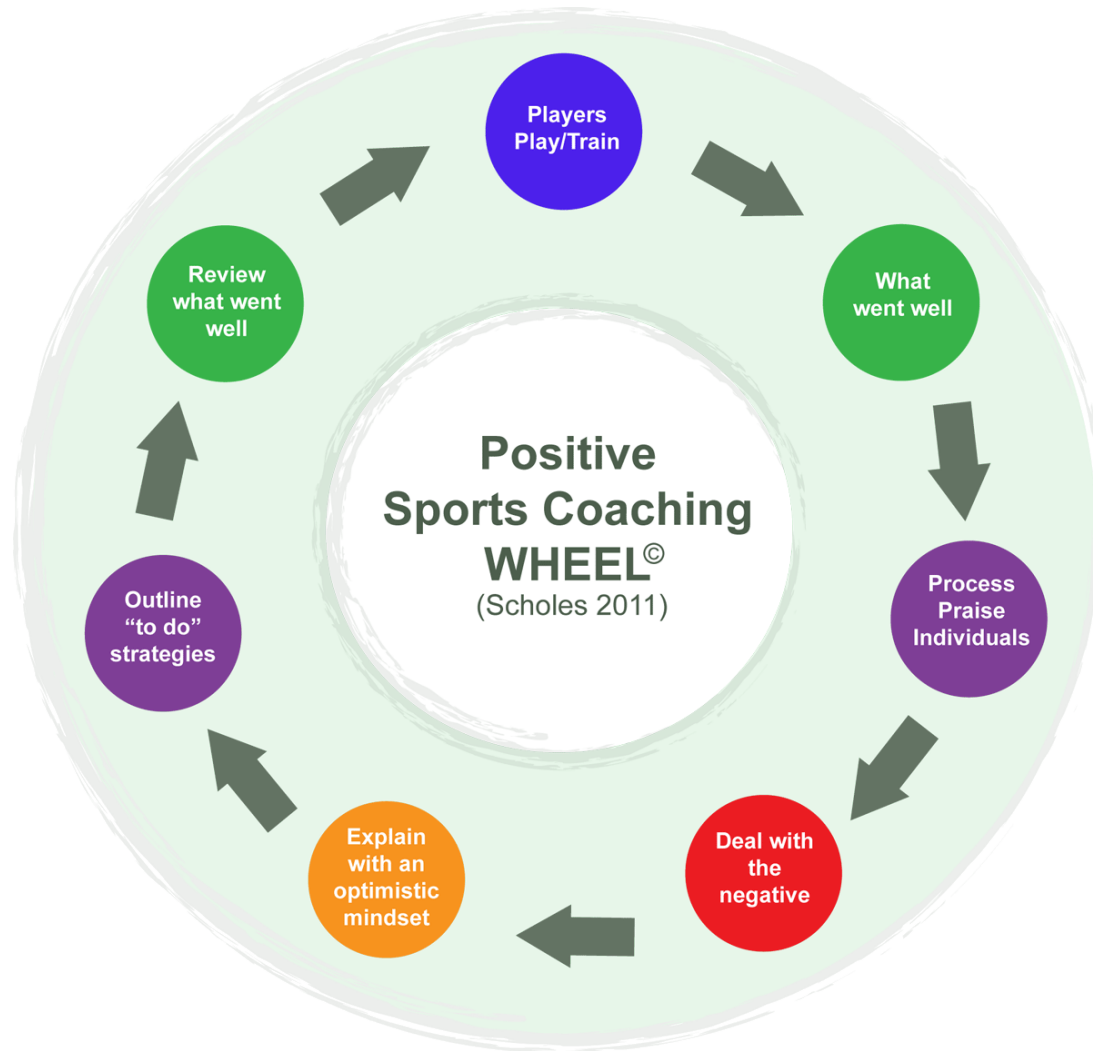 Players
Play/Train
What
went well
Process
Praise
Individuals
Deal with
the
negative
Explain
with an
optimistic
mindset
Outline
“to do”
strategies
Review
what went
well
Positive
Sports Coaching
WHEEL©
(Scholes 2011)